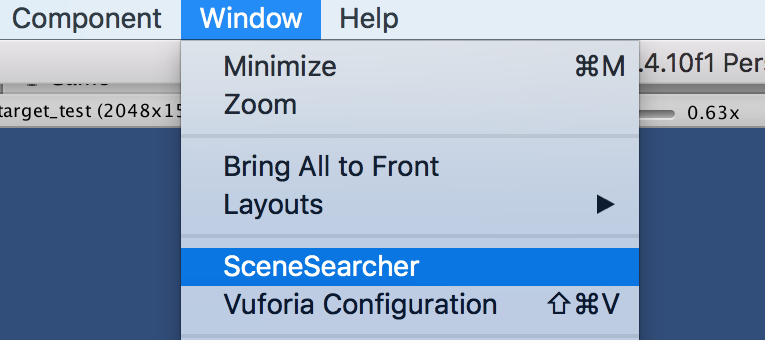 Component Window Help
Minimize ⌘M
.4.10f1 Pers
Zoom
target_test (2048x15
0.63x
Bring All to Front
Layouts ▶
SceneSearcher
Vuforia Configuration ⇧⌘V